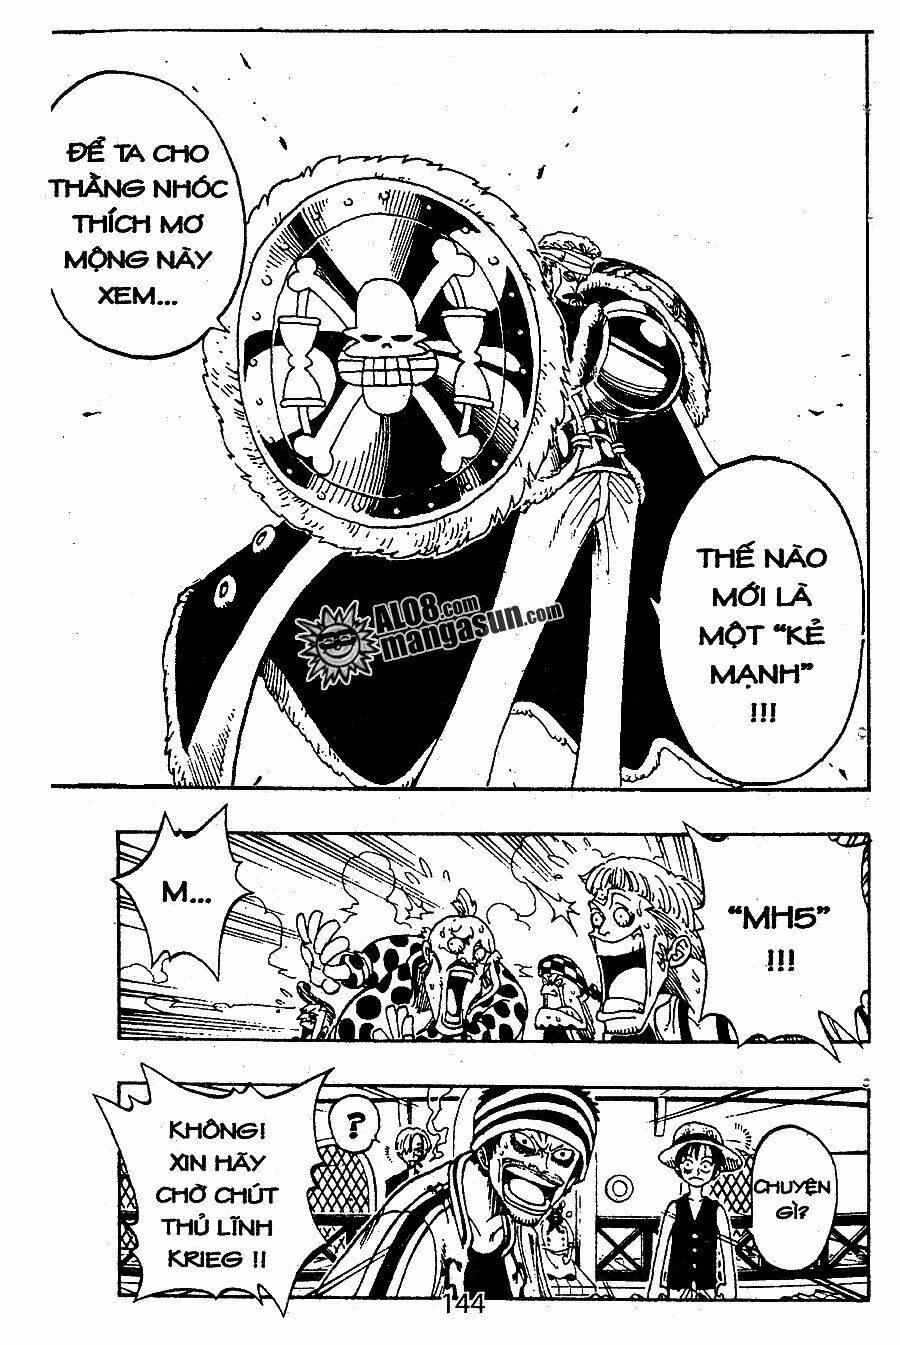 ĐỂ TA CHO
THẰNG NHÓC
THÍCH MƠ
MỘNG NÀY
XEM...
THẾ NÀO
MỚI LÀ
MỘT "KẺ
MẠNH"
!!!
ALO8.com
mangasun.com
M...
"MH5"
!!!
KHÔNG!
XIN HÃY
CHỜ CHÚT
THỦ LĨNH
KRIEG !!
?
CHUYỆN
GÌ?
144